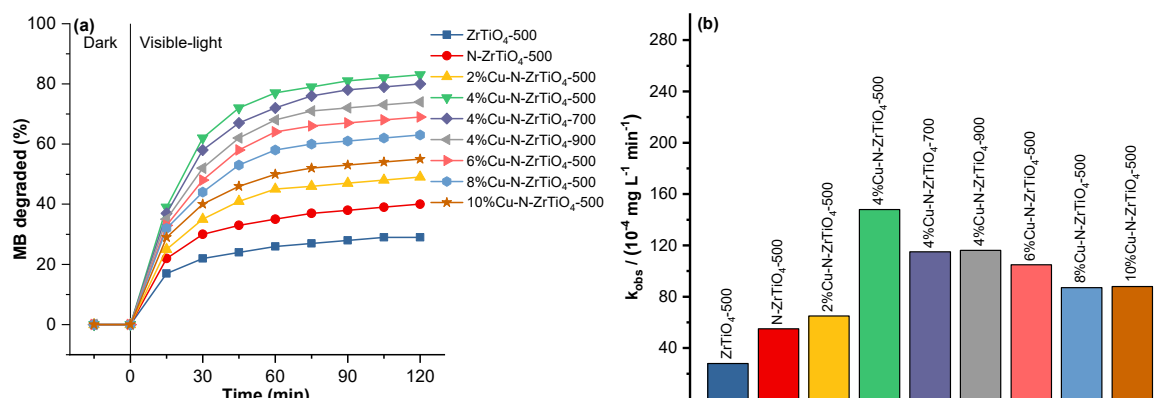 (a)
Dark
Visible-light
MB degraded (%)
100
80
60
40
20
0
0
30
60
90
120
Time (min)
ZrTiO₄-500
N-ZrTiO₄-500
2%Cu-N-ZrTiO₄-500
4%Cu-N-ZrTiO₄-500
4%Cu-N-ZrTiO₄-700
4%Cu-N-ZrTiO₄-900
6%Cu-N-ZrTiO₄-500
8%Cu-N-ZrTiO₄-500
10%Cu-N-ZrTiO₄-500
(b)
k_obs / (10⁻⁴ mg L⁻¹ min⁻¹)
280
240
200
160
120
80
40
ZrTiO₄-500
N-ZrTiO₄-500
2%Cu-N-ZrTiO₄-500
4%Cu-N-ZrTiO₄-500
4%Cu-N-ZrTiO₄-700
4%Cu-N-ZrTiO₄-900
6%Cu-N-ZrTiO₄-500
8%Cu-N-ZrTiO₄-500
10%Cu-N-ZrTiO₄-500